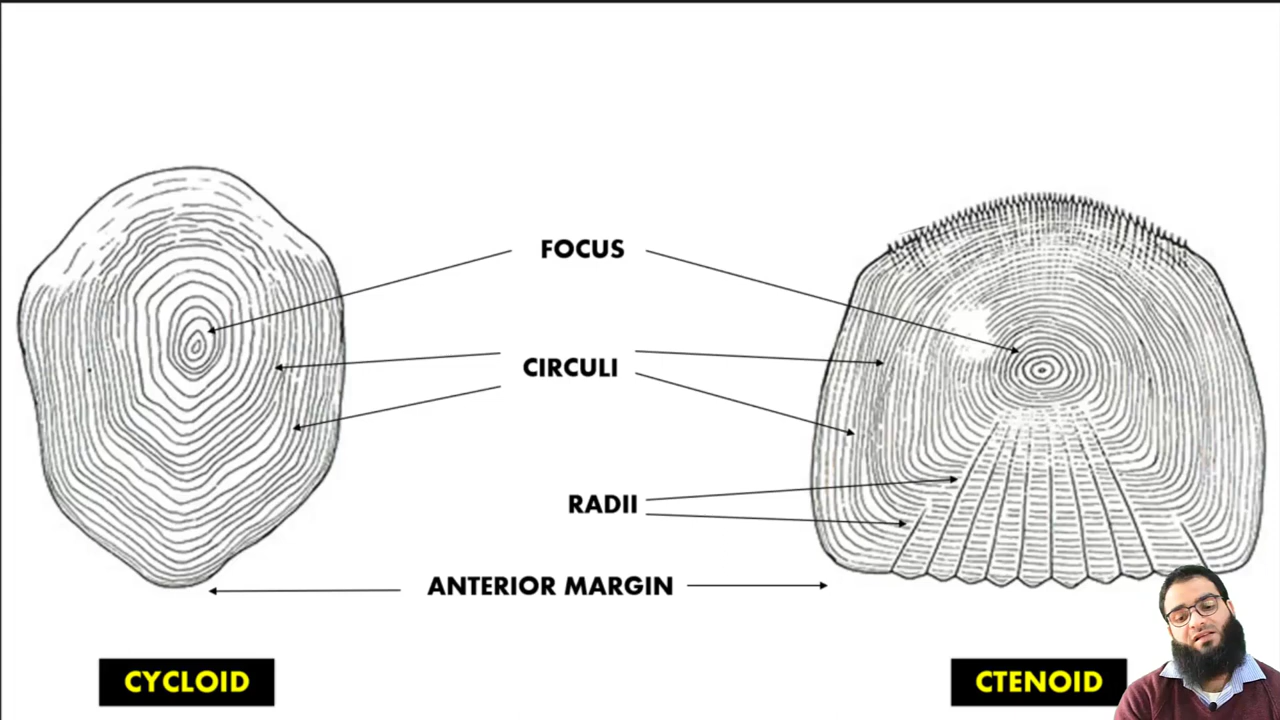 FOCUS
CIRCULI
RADII
ANTERIOR MARGIN
CYCLOID
CTENOID